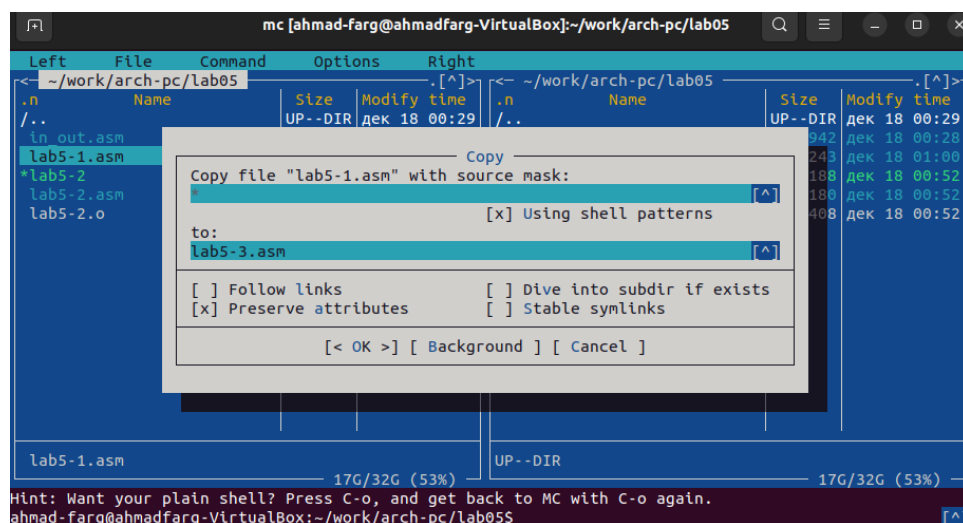 mc [ahmad-farg@ahmadfarg-VirtualBox]:~/work/arch-pc/lab05
Left File Command Options Right
<─ ~/work/arch-pc/lab05 .[^]> <─ ~/work/arch-pc/lab05 .[^]>
.n Name Size Modify time .n Name Size Modify time
/.. UP--DIR дек 18 00:29 /.. UP--DIR дек 18 00:29
in_out.asm 942 дек 18 00:28
lab5-1.asm Copy 243 дек 18 01:00
*lab5-2 Copy file "lab5-1.asm" with source mask: 188 дек 18 00:52
lab5-2.asm * [^] 180 дек 18 00:52
lab5-2.o [x] Using shell patterns 408 дек 18 00:52
to:
lab5-3.asm [^]
[ ] Follow links [ ] Dive into subdir if exists
[x] Preserve attributes [ ] Stable symlinks
[< OK >] [ Background ] [ Cancel ]
lab5-1.asm UP--DIR
17G/32G (53%) 17G/32G (53%)
Hint: Want your plain shell? Press C-o, and get back to MC with C-o again.
ahmad-farg@ahmadfarg-VirtualBox:~/work/arch-pc/lab05$ [^